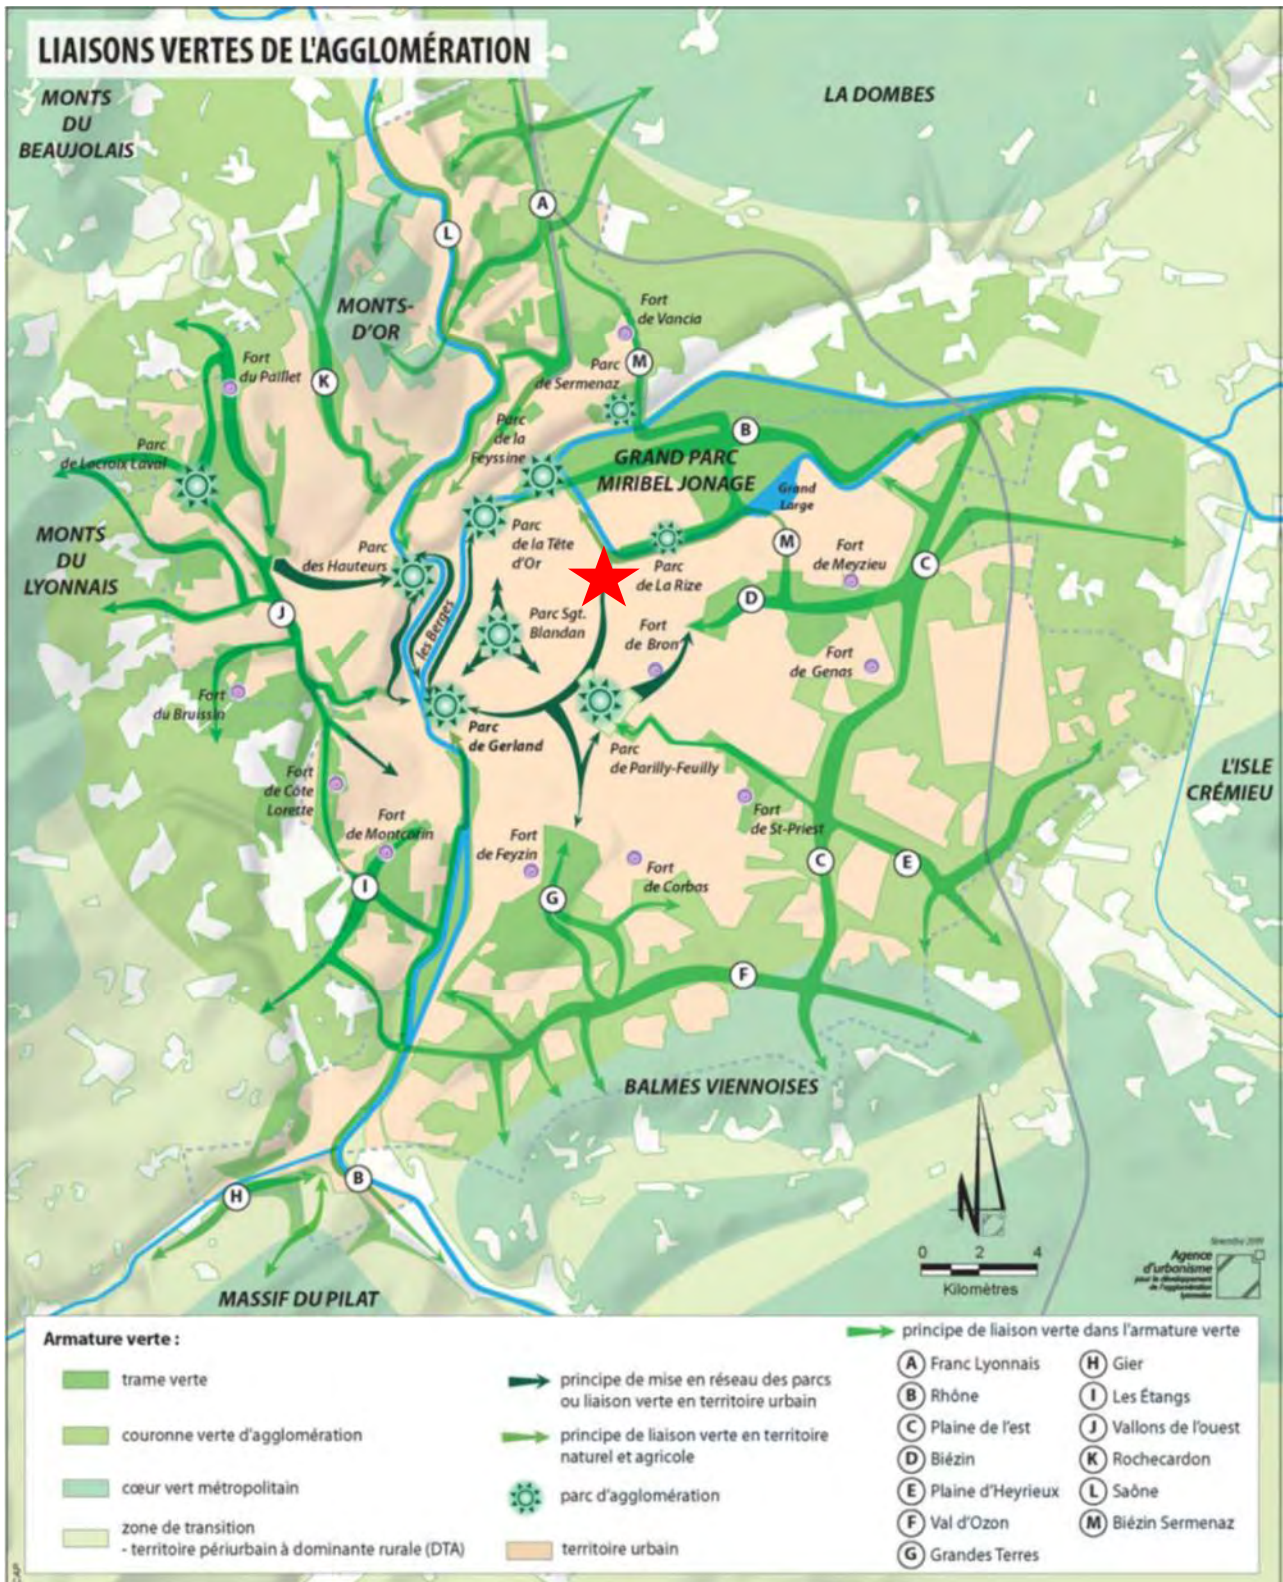 LIAISONS VERTES DE L'AGGLOMÉRATION
MONTS
DU
BEAUJOLAIS
LA DOMBES
A
L
MONTS-
D'OR
Fort
de Vancia
M
Fort
du Paillet
K
Parc
de Sermenaz
Parc
de la
Feyssine
B
Parc
de Lacroix Laval
GRAND PARC
MIRIBEL JONAGE
Grand
Large
MONTS
DU
LYONNAIS
Parc
des Hauteurs
Parc
de la Tête
d'Or
Parc
de La Rize
M
Fort
de Meyzieu
C
J
les Berges
Parc Sgt.
Blandan
D
Fort
de Bron
Fort
de Genas
Fort
du Bruissin
Parc
de Gerland
Parc
de Parilly-Feuilly
L'ISLE
CRÉMIEU
Fort
de Côte
Lorette
Fort
de Montcorin
Fort
de Feyzin
Fort
de St-Priest
Fort
de Corbas
C
E
I
G
F
BALMES VIENNOISES
B
H
N
0 2 4
Kilomètres
Agence
d'urbanisme
pour le développement
de l'agglomération
lyonnaise
MASSIF DU PILAT
Armature verte :
trame verte
couronne verte d'agglomération
cœur vert métropolitain
zone de transition
- territoire périurbain à dominante rurale (DTA)
principe de mise en réseau des parcs
ou liaison verte en territoire urbain
principe de liaison verte en territoire
naturel et agricole
parc d'agglomération
territoire urbain
principe de liaison verte dans l'armature verte
A Franc Lyonnais
B Rhône
C Plaine de l'est
D Biézin
E Plaine d'Heyrieux
F Val d'Ozon
G Grandes Terres
H Gier
I Les Étangs
J Vallons de l'ouest
K Rochecardon
L Saône
M Biézin Sermenaz